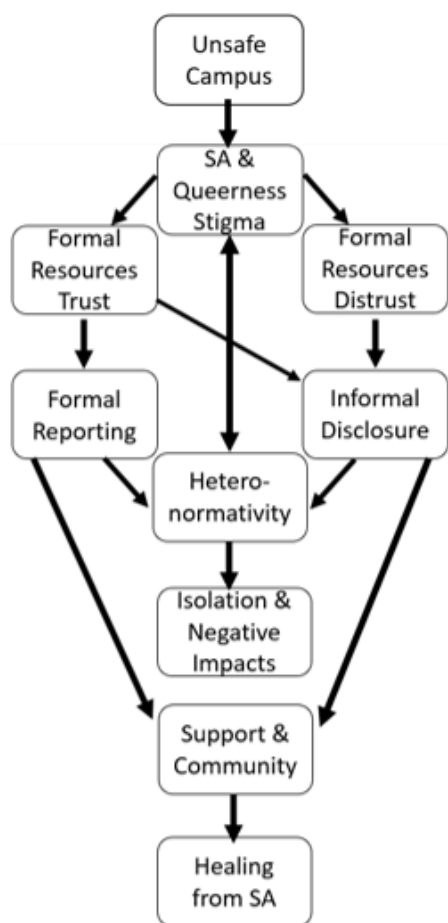 Unsafe
Campus
SA &
Queerness
Stigma
Formal
Resources
Trust
Formal
Resources
Distrust
Formal
Reporting
Informal
Disclosure
Hetero-
normativity
Isolation &
Negative
Impacts
Support &
Community
Healing
from SA